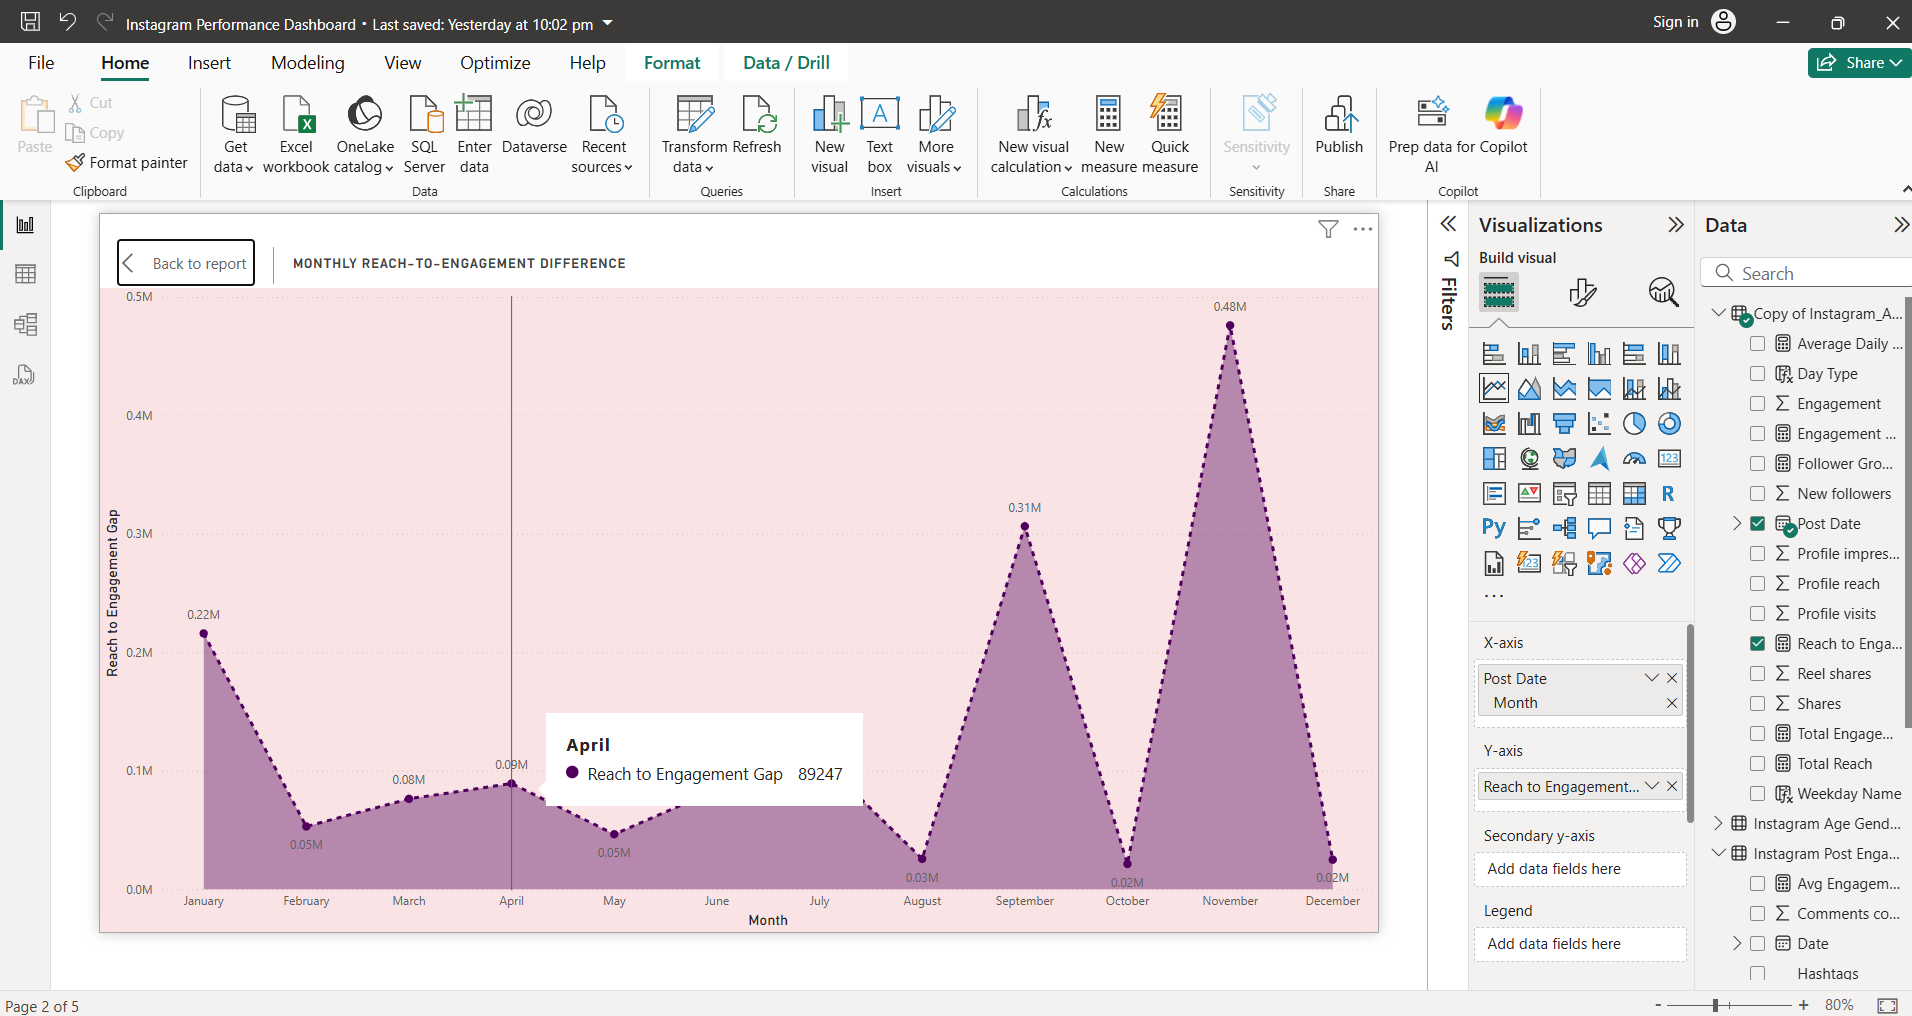 Instagram Performance Dashboard • Last saved: Yesterday at 10:02 pm
Sign in
File Home Insert Modeling View Optimize Help Format Data / Drill
Share
Paste
Cut
Copy
Format painter
Clipboard
Get data
Excel workbook
OneLake catalog
SQL Server
Enter data
Dataverse
Recent sources
Data
Transform data
Refresh
Queries
New visual
Text box
More visuals
Insert
New visual calculation
New measure
Quick measure
Calculations
Sensitivity
Sensitivity
Publish
Share
Prep data for AI
Copilot
Copilot
Back to report
MONTHLY REACH-TO-ENGAGEMENT DIFFERENCE
Reach to Engagement Gap
0.5M
0.4M
0.3M
0.2M
0.1M
0.0M
0.22M
0.05M
0.08M
0.09M
0.05M
0.03M
0.31M
0.02M
0.48M
0.02M
April
Reach to Engagement Gap 89247
January February March April May June July August September October November December
Month
Filters
Visualizations
Build visual
123
R
Py
123
X-axis
Post Date
Month
Y-axis
Reach to Engagement...
Secondary y-axis
Add data fields here
Legend
Add data fields here
Data
Search
Copy of Instagram_A...
Average Daily ...
Day Type
Engagement
Engagement ...
Follower Gro...
New followers
Post Date
Profile impres...
Profile reach
Profile visits
Reach to Enga...
Reel shares
Shares
Total Engage...
Total Reach
Weekday Name
Instagram Age Gend...
Instagram Post Enga...
Avg Engagem...
Comments co...
Date
Hashtags
DAX
Page 2 of 5
- + 80%